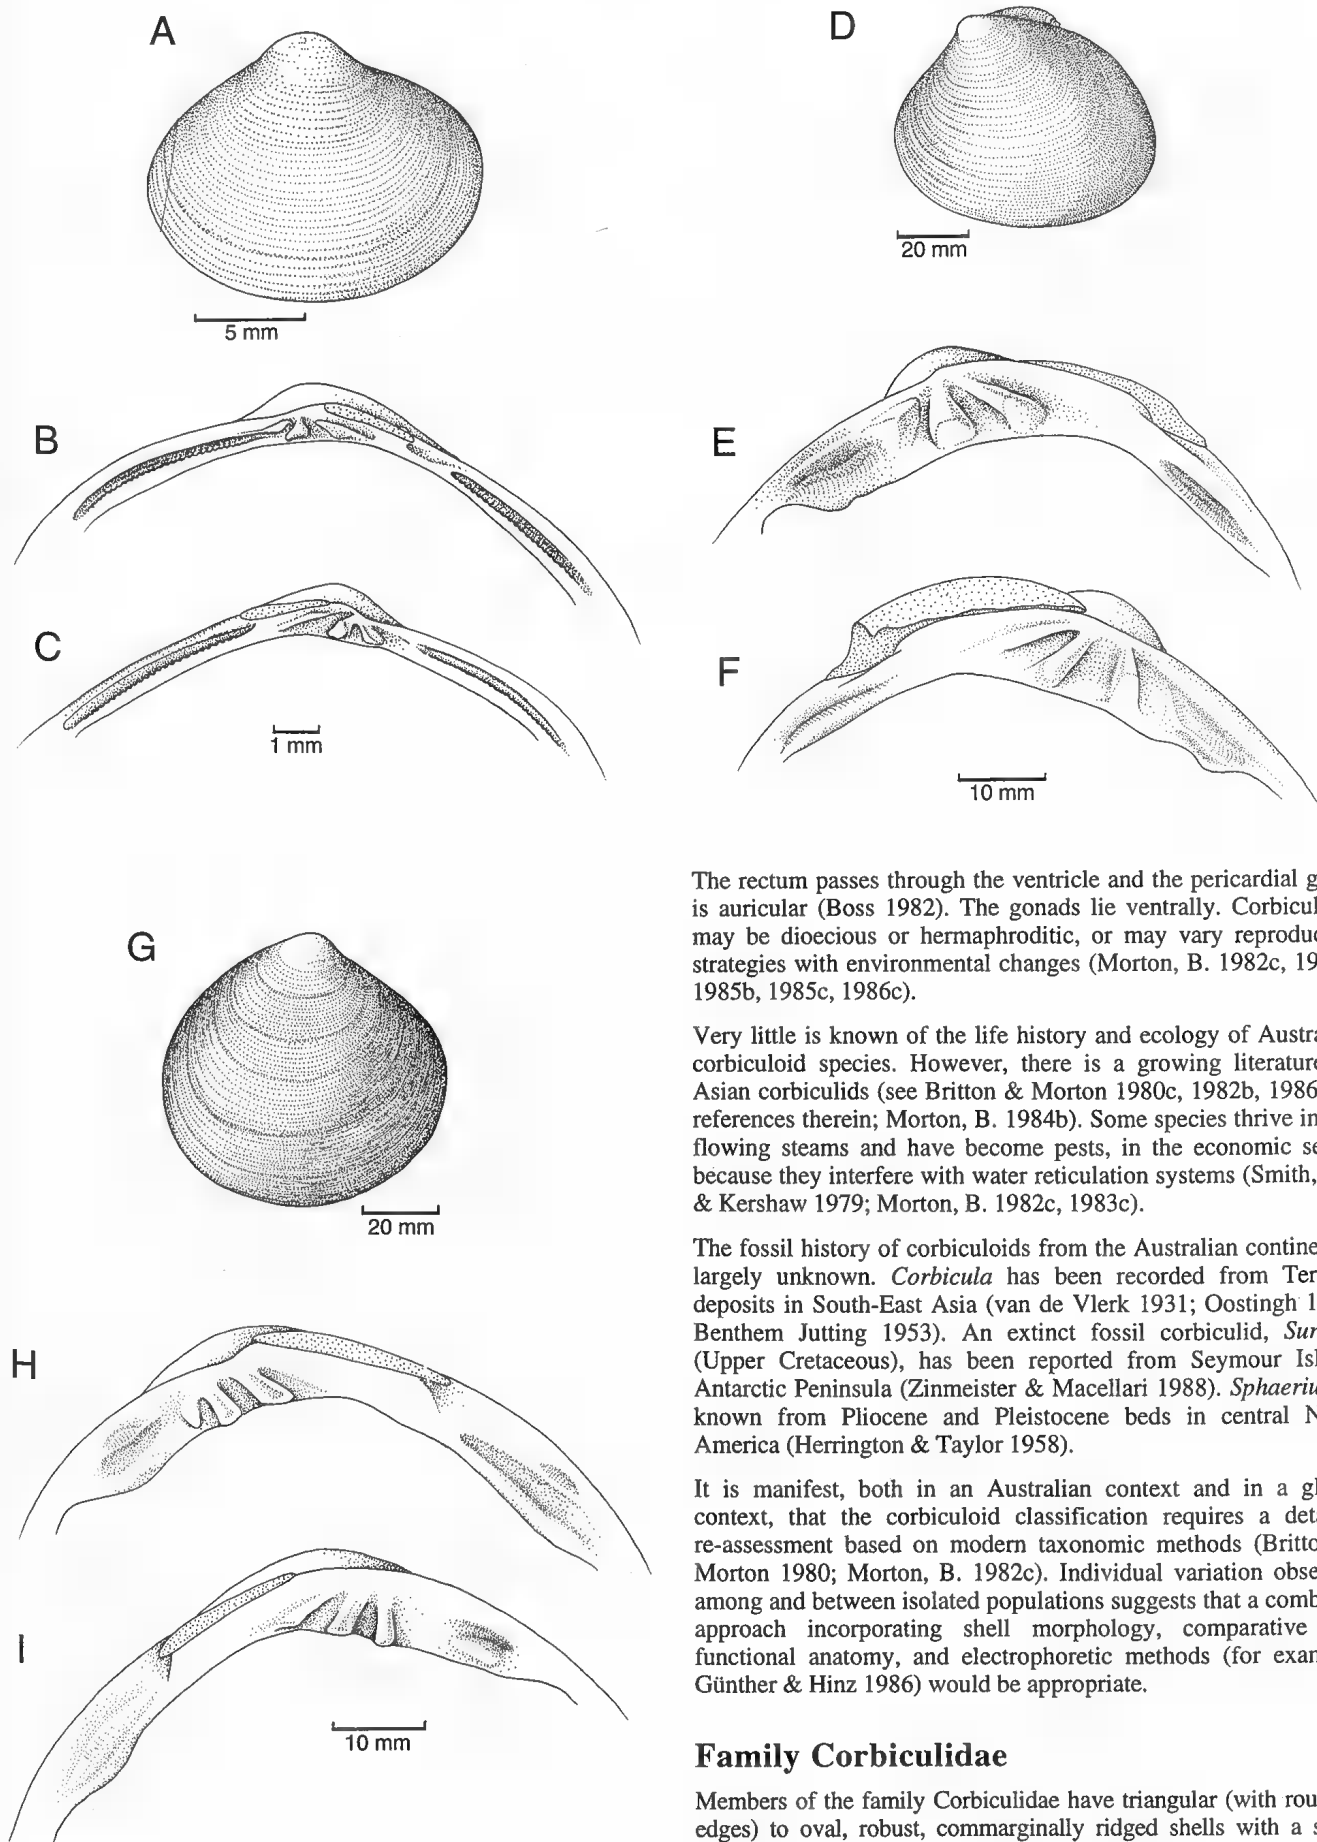 A
5 mm
B
C
1 mm
D
20 mm
E
F
10 mm
G
20 mm
H
I
10 mm
The rectum passes through the ventricle and the pericardial g
is auricular (Boss 1982). The gonads lie ventrally. Corbicul
may be dioecious or hermaphroditic, or may vary reproduc
strategies with environmental changes (Morton, B. 1982c, 19
1985b, 1985c, 1986c).
Very little is known of the life history and ecology of Austra
corbiculoid species. However, there is a growing literature
Asian corbiculids (see Britton & Morton 1980c, 1982b, 1986
references therein; Morton, B. 1984b). Some species thrive in
flowing steams and have become pests, in the economic se
because they interfere with water reticulation systems (Smith,
& Kershaw 1979; Morton, B. 1982c, 1983c).
The fossil history of corbiculoids from the Australian contine
largely unknown. Corbicula has been recorded from Ter
deposits in South-East Asia (van de Vlerk 1931; Oostingh 1
Benthem Jutting 1953). An extinct fossil corbiculid, Sur
(Upper Cretaceous), has been reported from Seymour Isl
Antarctic Peninsula (Zinmeister & Macellari 1988). Sphaeriu
known from Pliocene and Pleistocene beds in central N
America (Herrington & Taylor 1958).
It is manifest, both in an Australian context and in a gl
context, that the corbiculoid classification requires a det
re-assessment based on modern taxonomic methods (Britto
Morton 1980; Morton, B. 1982c). Individual variation obse
among and between isolated populations suggests that a comb
approach incorporating shell morphology, comparative
functional anatomy, and electrophoretic methods (for exan
Günther & Hinz 1986) would be appropriate.
Family Corbiculidae
Members of the family Corbiculidae have triangular (with rou
edges) to oval, robust, commarginally ridged shells with a s